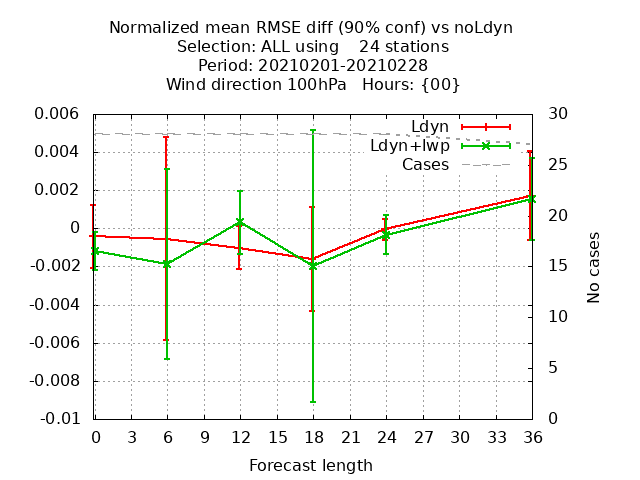 Normalized mean RMSE diff (90% conf) vs noLdyn
Selection: ALL using    24 stations
Period: 20210201-20210228
Wind direction 100hPa   Hours: {00}
0.006
0.004
0.002
0
-0.002
-0.004
-0.006
-0.008
-0.01
Ldyn
Ldyn+lwp
Cases
30
25
20
15
10
5
0
No cases
0 3 6 9 12 15 18 21 24 27 30 33 36
Forecast length